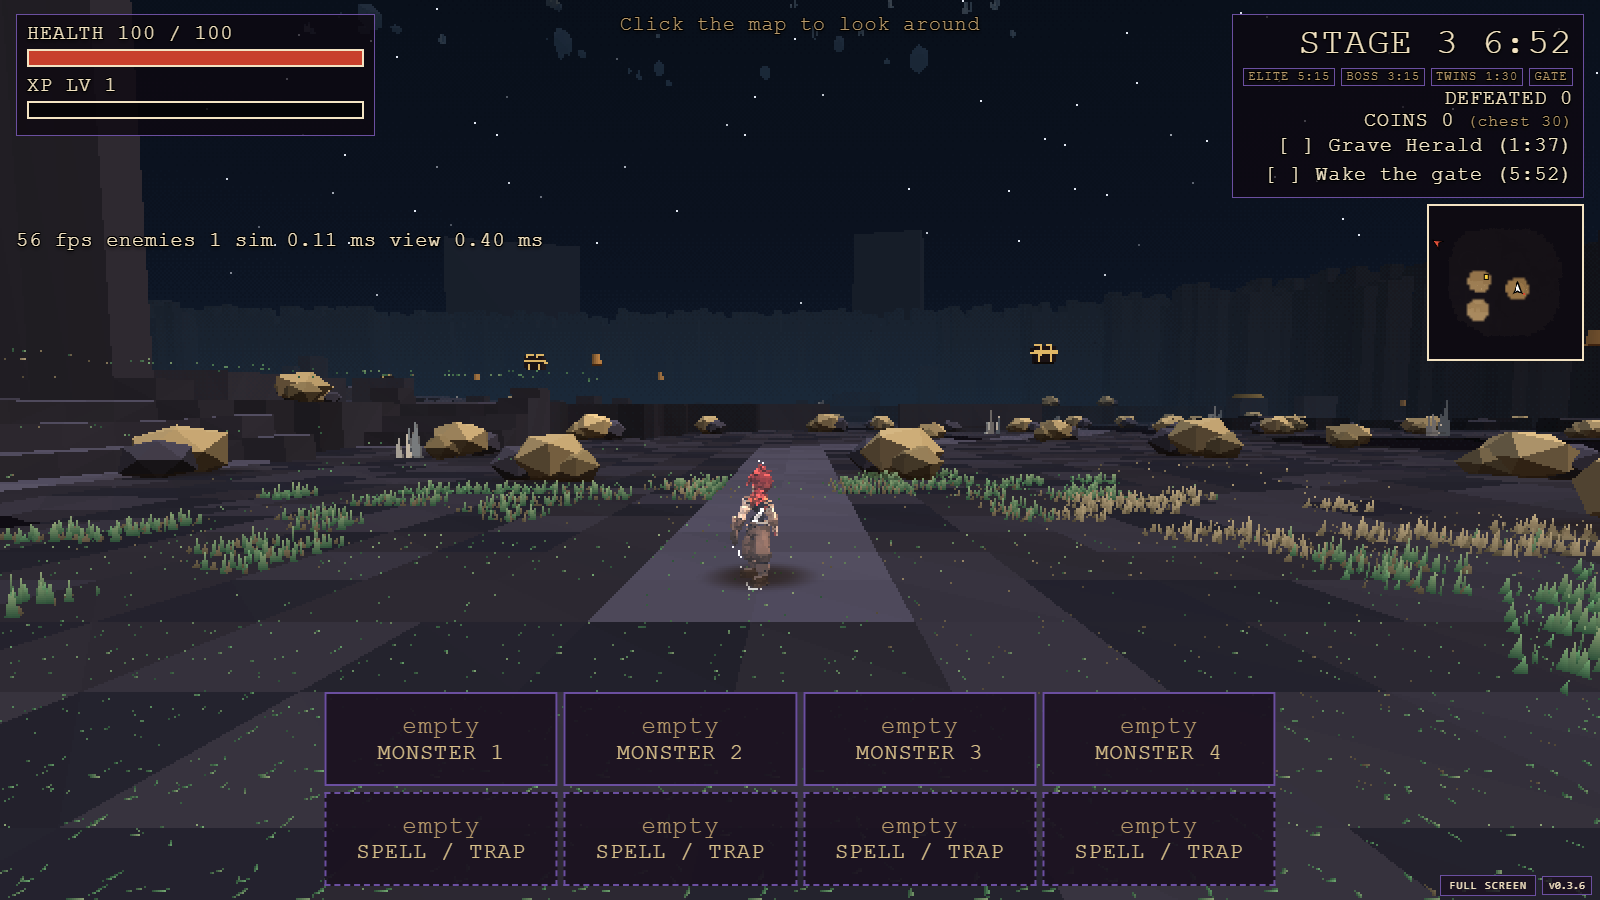 Click the map to look around
HEALTH 100 / 100
XP LV 1
STAGE 3 6:52
ELITE 5:15 BOSS 3:15 TWINS 1:30 GATE
DEFEATED 0
COINS 0 (chest 30)
[ ] Grave Herald (1:37)
[ ] Wake the gate (5:52)
56 fps enemies 1 sim 0.11 ms view 0.40 ms
empty empty empty empty
MONSTER 1 MONSTER 2 MONSTER 3 MONSTER 4
empty empty empty empty
SPELL / TRAP SPELL / TRAP SPELL / TRAP SPELL / TRAP
FULL SCREEN v0.3.6